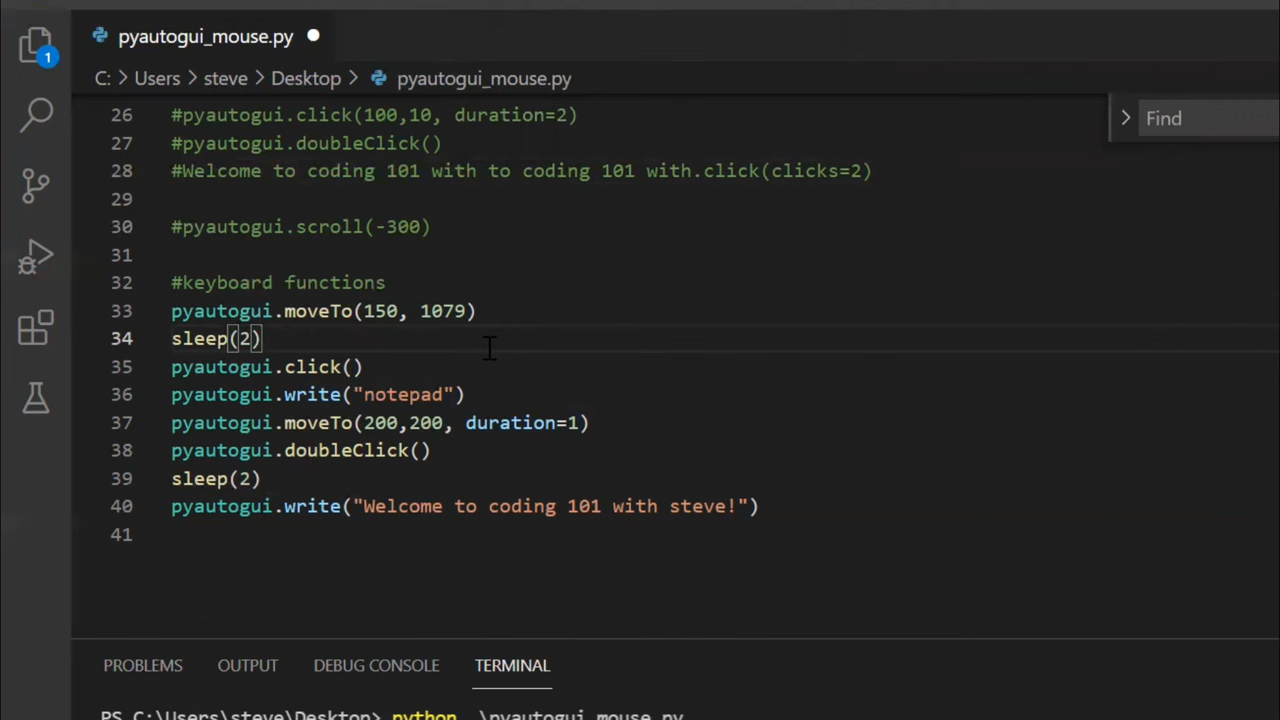 pyautogui_mouse.py
1
C: > Users > steve > Desktop > pyautogui_mouse.py
Find
26 #pyautogui.click(100,10, duration=2)
27 #pyautogui.doubleClick()
28 #Welcome to coding 101 with to coding 101 with.click(clicks=2)
29
30 #pyautogui.scroll(-300)
31
32 #keyboard functions
33 pyautogui.moveTo(150, 1079)
34 sleep(2)
35 pyautogui.click()
36 pyautogui.write("notepad")
37 pyautogui.moveTo(200,200, duration=1)
38 pyautogui.doubleClick()
39 sleep(2)
40 pyautogui.write("Welcome to coding 101 with steve!")
41
PROBLEMS OUTPUT DEBUG CONSOLE TERMINAL
PS C:\Users\steve\Desktop> python .\pyautogui_mouse.py